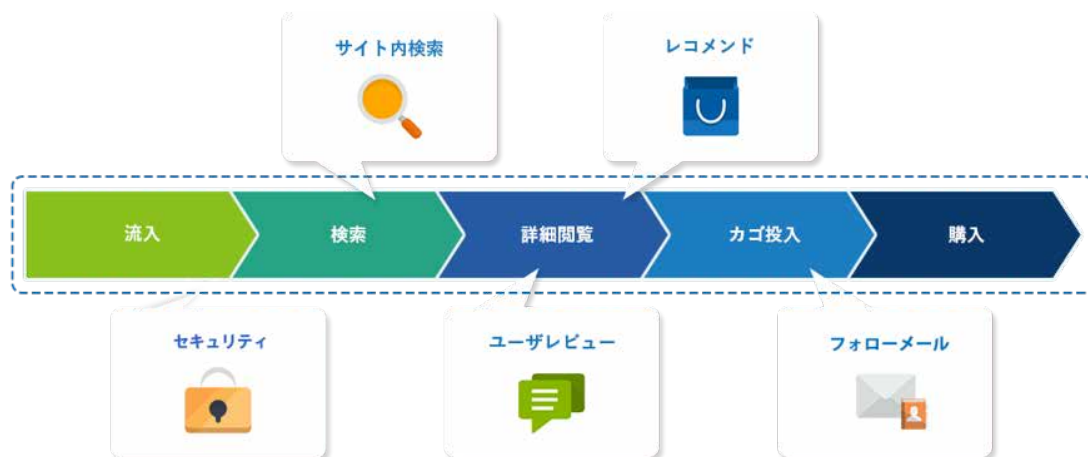 サイト内検索
レコメンド
流入
検索
詳細閲覧
カゴ投入
購入
セキュリティ
ユーザレビュー
フォローメール